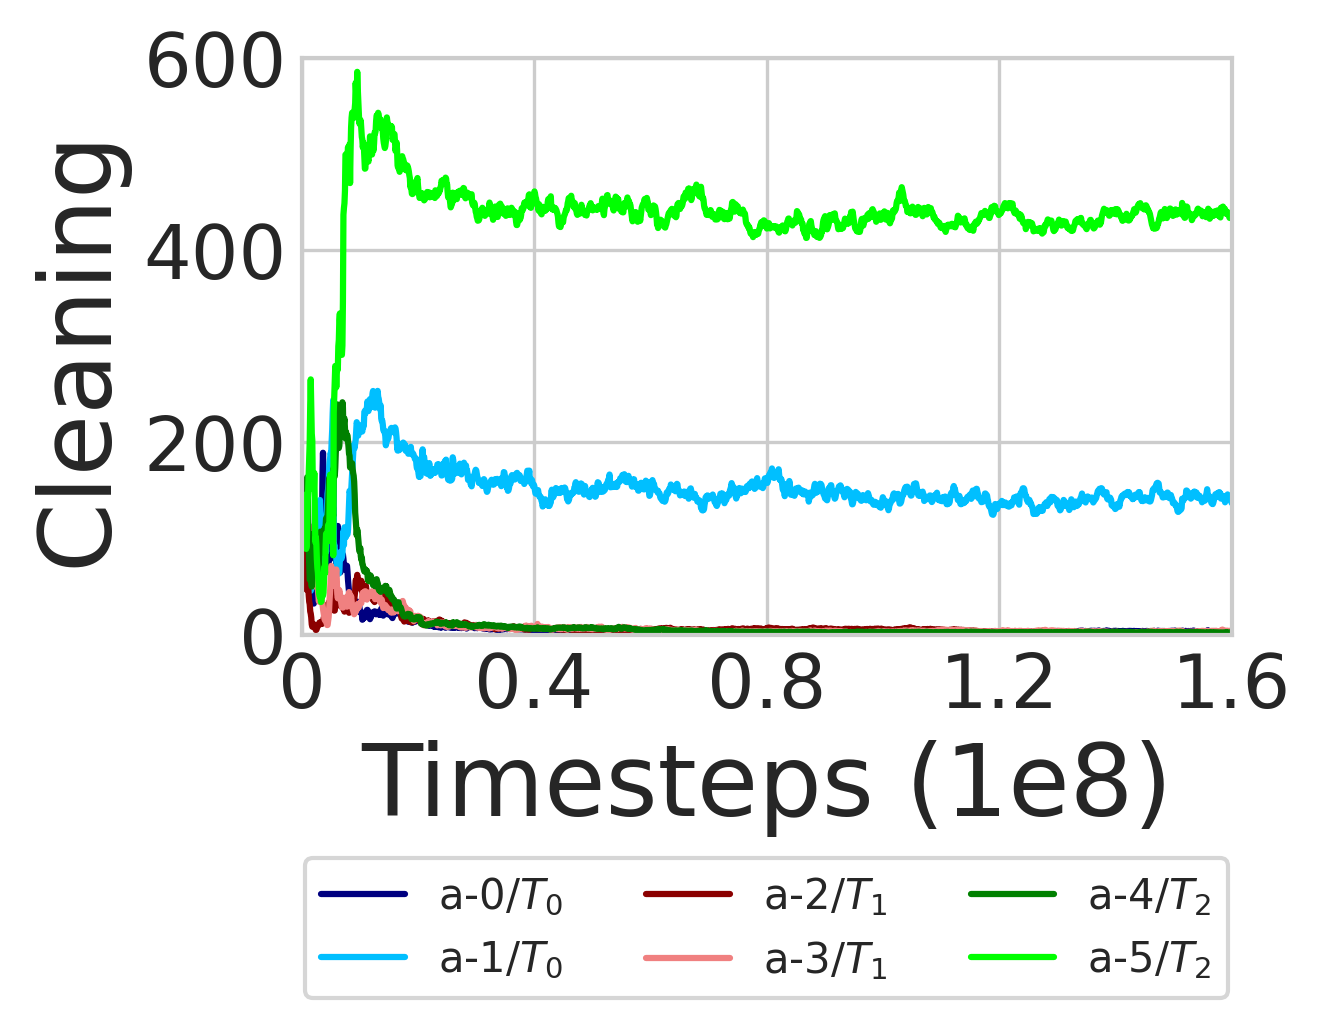 Cleaning
600
400
200
0
0 0.4 0.8 1.2 1.6
Timesteps (1e8)
a-0/T₀ a-2/T₁ a-4/T₂
a-1/T₀ a-3/T₁ a-5/T₂